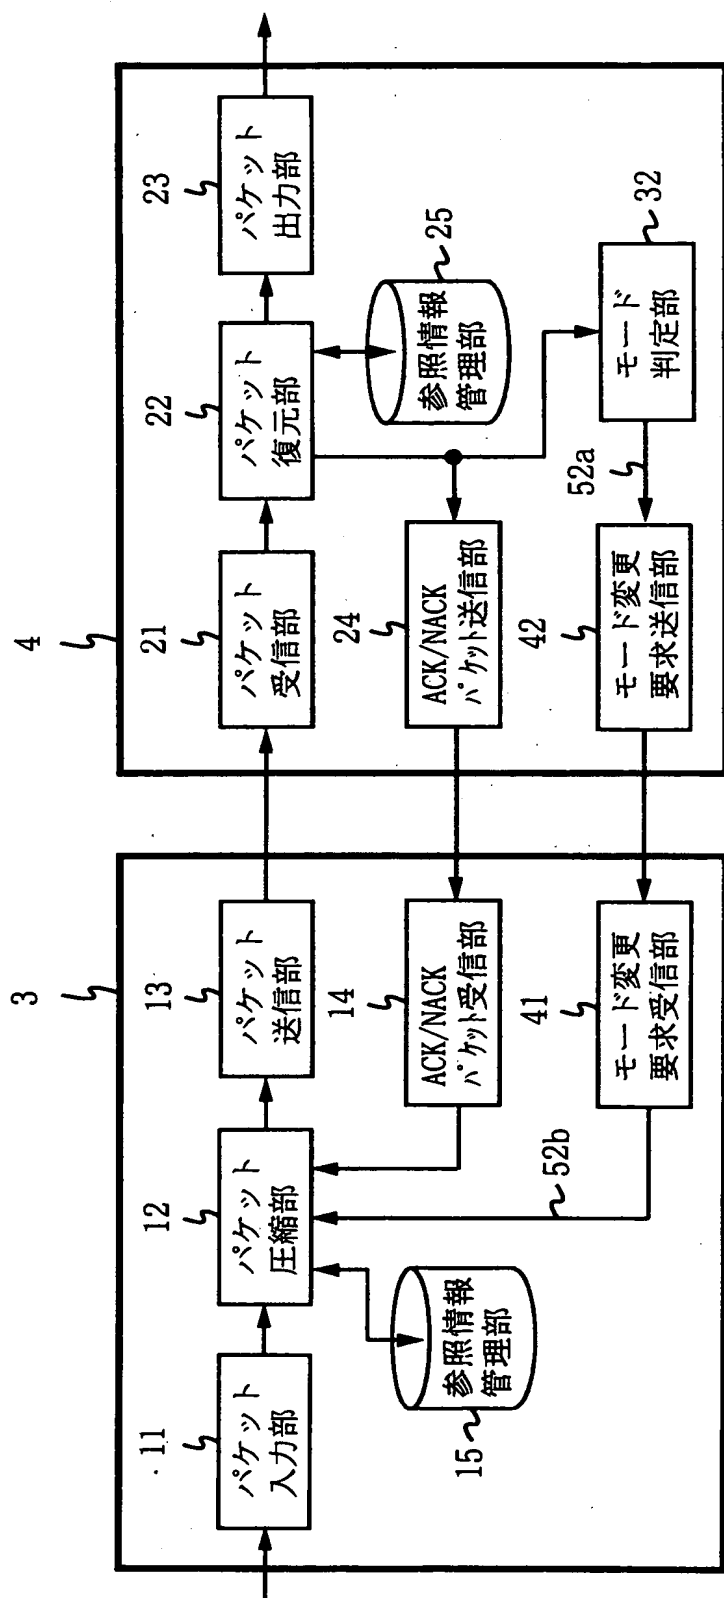 3
11
パケット
入力部
12
パケット
圧縮部
13
パケット
送信部
15
参照情報
管理部
14
ACK/NACK
パケット受信部
52b
41
モード変更
要求受信部
4
21
パケット
受信部
22
パケット
復元部
23
パケット
出力部
24
ACK/NACK
パケット送信部
25
参照情報
管理部
42
モード変更
要求送信部
52a
32
モード
判定部